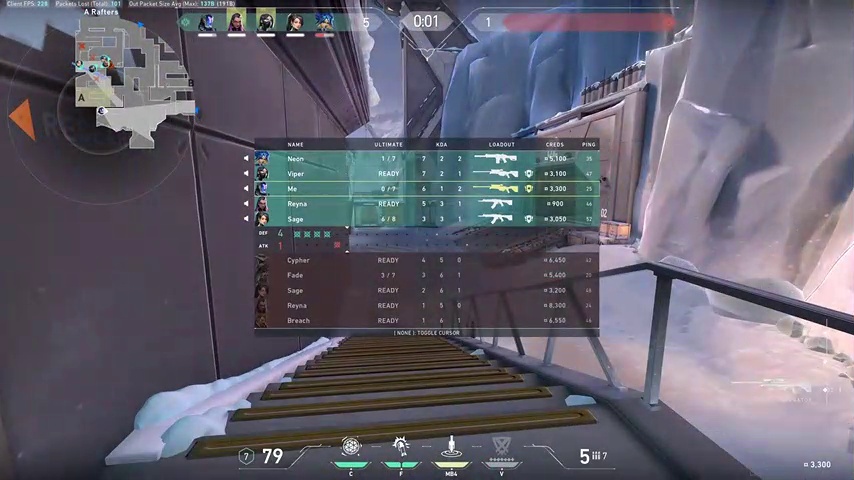 Client FPS: 228 Packets Lost (Total): 101 Out Packet Size Avg (Max): 137B (191B)
A Rafters
5 0:01 1
A
NAME ULTIMATE KDA LOADOUT CREDS PING
Neon 1 / 7 7 2 2 5,100 35
Viper READY 7 2 1 3,100 47
Me 0 / 7 6 1 2 3,300 25
Reyna READY 5 3 1 900 46
Sage 6 / 8 3 3 1 3,050 52
DEF 4
ATK 1
Cypher READY 4 5 0 6,450 42
Fade 3 / 7 3 6 1 5,400 20
Sage READY 2 6 1 3,200
Reyna READY 1 5 0 8,300 24
Breach READY 1 6 1 6,550
[ NONE ]: TOGGLE CURSOR
7 79
C F MB4 V
5 7
3,300